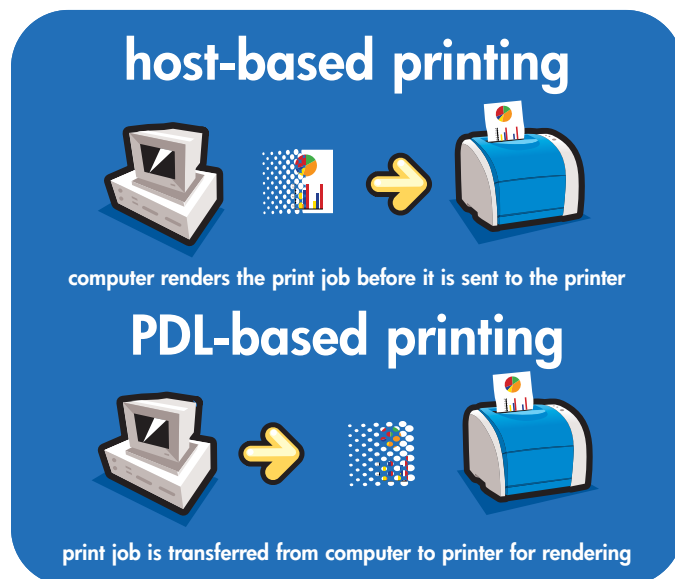 host-based printing
computer renders the print job before it is sent to the printer
PDL-based printing
print job is transferred from computer to printer for rendering